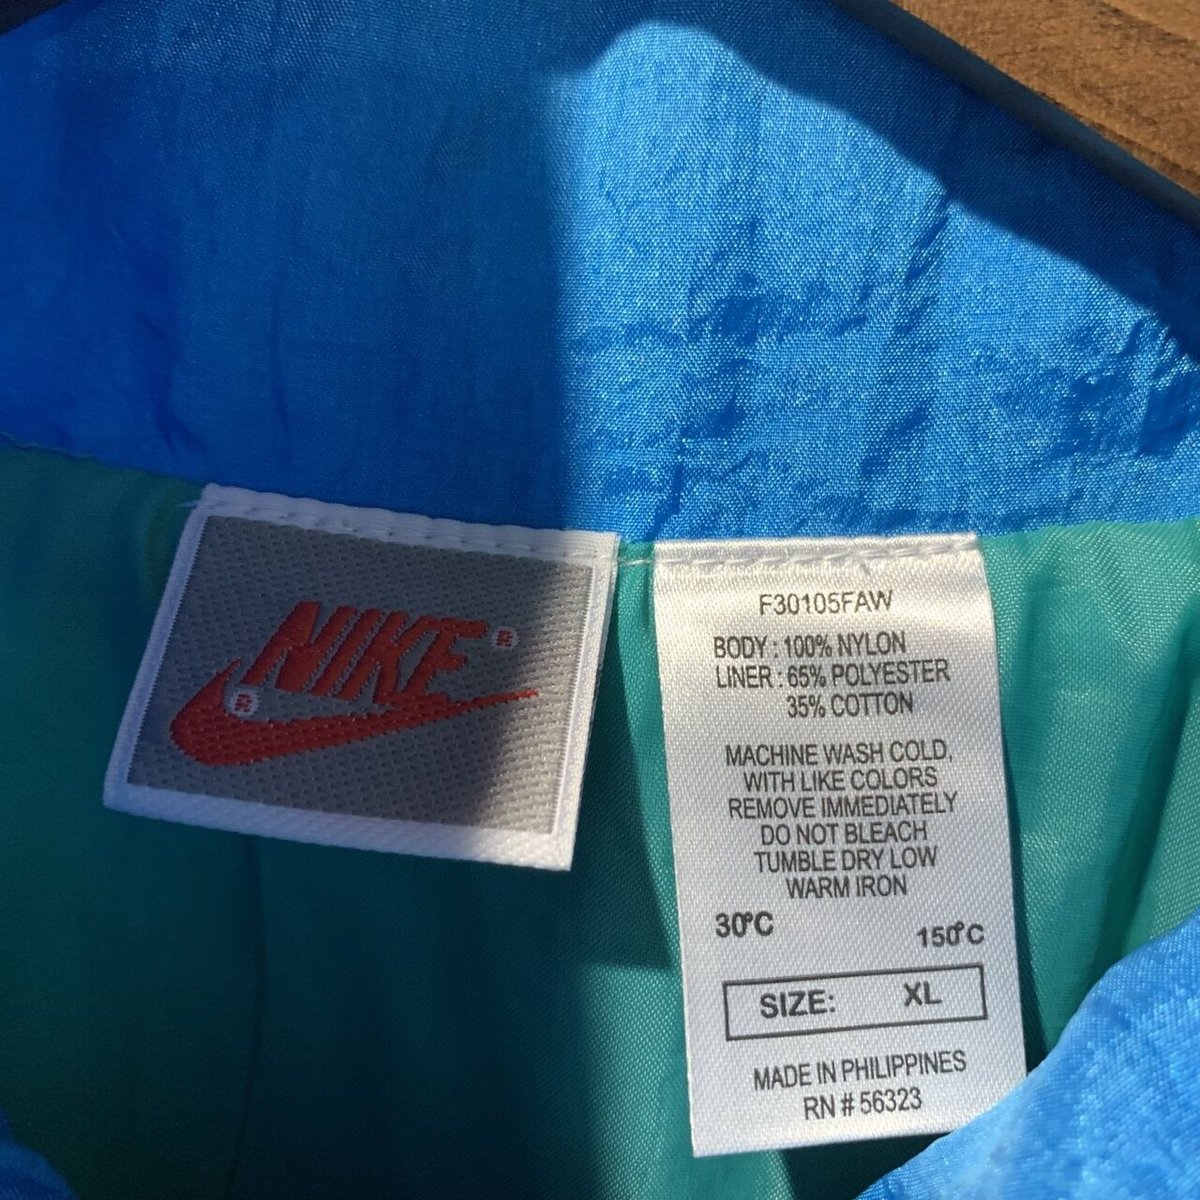 NIKE ®
®
F30105FAW
BODY : 100% NYLON
LINER : 65% POLYESTER
35% COTTON
MACHINE WASH COLD,
WITH LIKE COLORS
REMOVE IMMEDIATELY
DO NOT BLEACH
TUMBLE DRY LOW
WARM IRON
30°C
150°C
SIZE: XL
MADE IN PHILIPPINES
RN # 56323